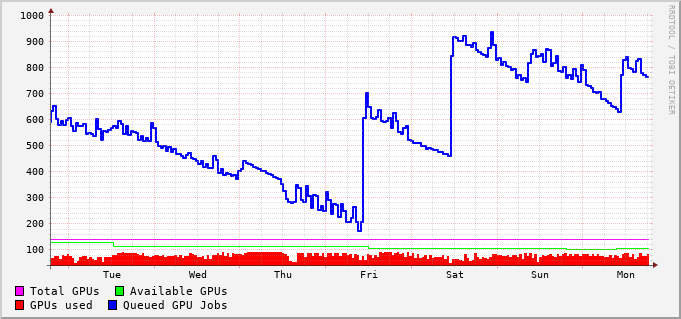 1000
900
800
700
600
500
400
300
200
100
Tue Wed Thu Fri Sat Sun Mon
Total GPUs Available GPUs
GPUs used Queued GPU Jobs
RRDTOOL / TOBI OETIKER